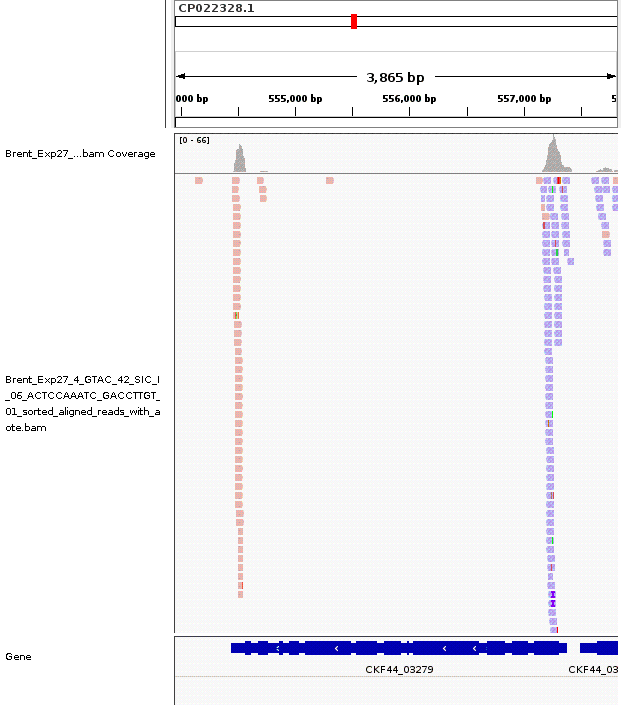 CP022328.1
3,865 bp
000 bp 555,000 bp 556,000 bp 557,000 bp 5
[0 - 66]
Brent_Exp27_...bam Coverage
Brent_Exp27_4_GTAC_42_SIC_I
_06_ACTCCAAATC_GACCTTGT_
01_sorted_aligned_reads_with_a
ote.bam
Gene
CKF44_03279 CKF44_03